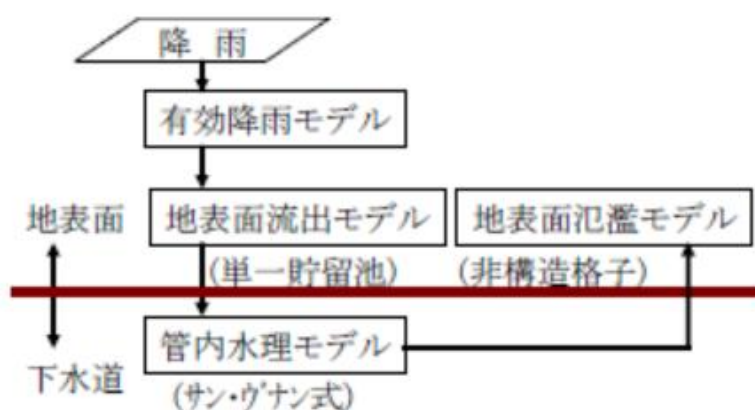 降 雨
有効降雨モデル
地表面
地表面流出モデル
地表面氾濫モデル
(単一貯留池)
(非構造格子)
管内水理モデル
下水道
(ｻﾝ･ｳﾞﾅﾝ式)